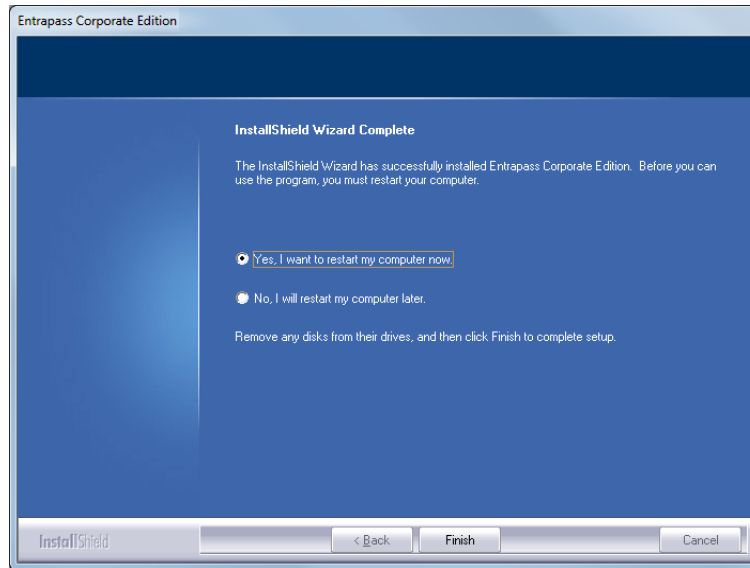 Entrapass Corporate Edition
InstallShield Wizard Complete
The InstallShield Wizard has successfully installed Entrapass Corporate Edition. Before you can
use the program, you must restart your computer.
Yes, I want to restart my computer now.
No, I will restart my computer later.
Remove any disks from their drives, and then click Finish to complete setup.
InstallShield
< Back
Finish
Cancel